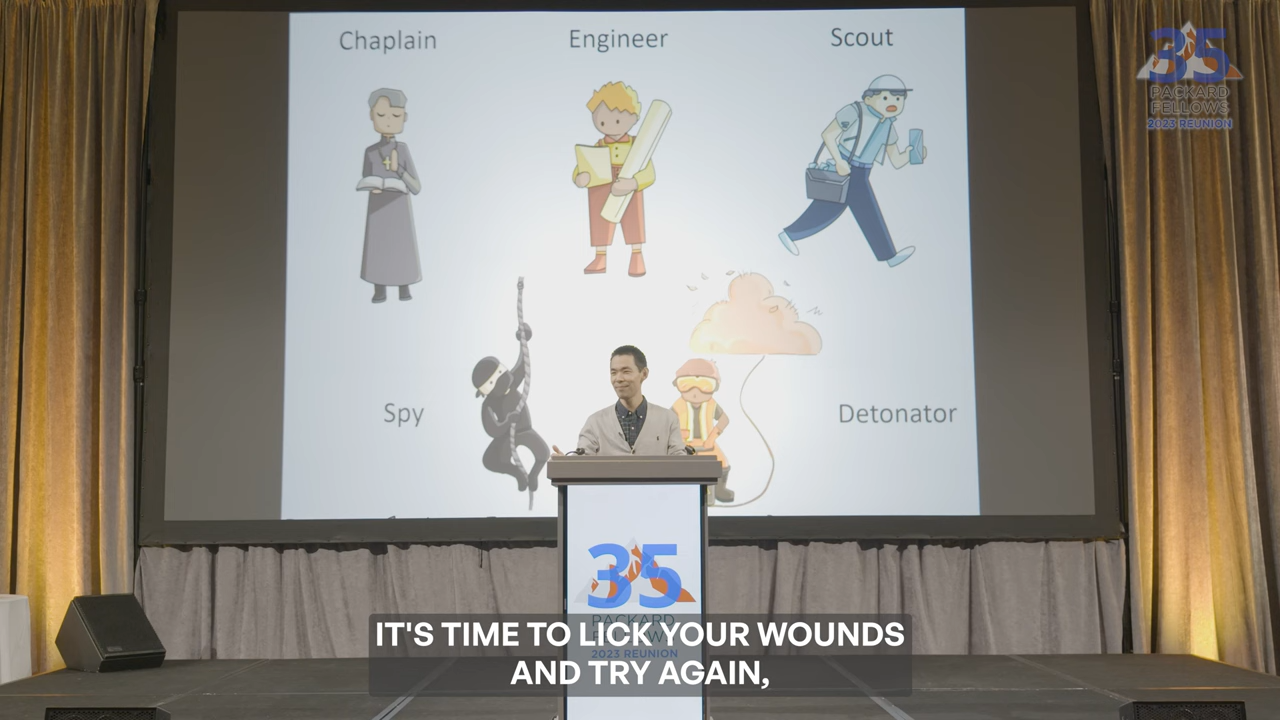 Chaplain
Engineer
Scout
35
PACKARD
FELLOWS
2023 REUNION
Spy
Detonator
35
PACKARD
2023 REUNION
IT'S TIME TO LICK YOUR WOUNDS
AND TRY AGAIN,